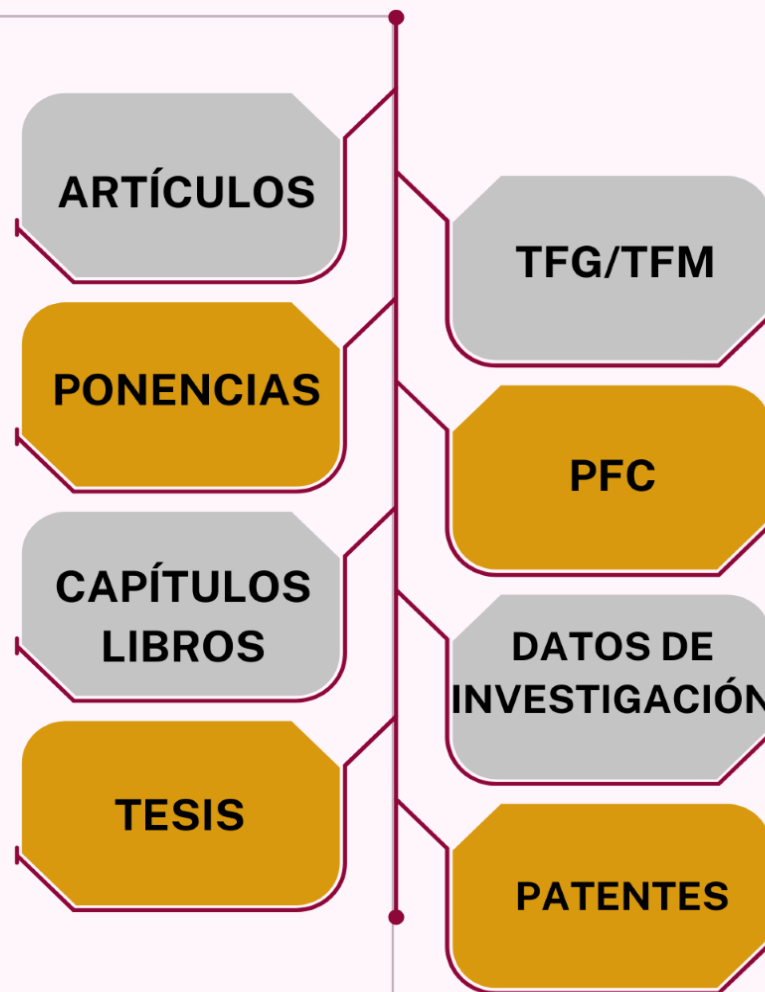 ARTÍCULOS
TFG/TFM
PONENCIAS
PFC
CAPÍTULOS
LIBROS
DATOS DE
INVESTIGACIÓN
TESIS
PATENTES